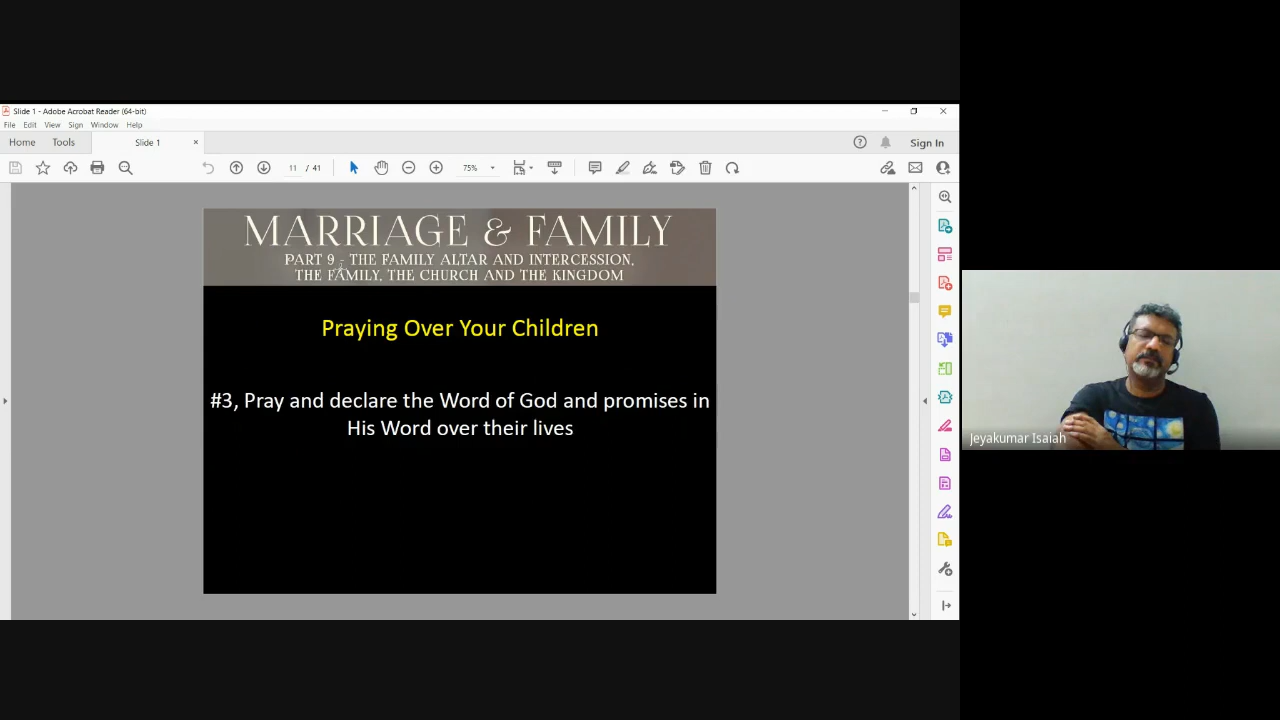 Slide 1 - Adobe Acrobat Reader (64-bit)
File Edit View Sign Window Help
Home Tools Slide 1 × Sign In
11 / 41 75%
MARRIAGE & FAMILY
PART 9 - THE FAMILY ALTAR AND INTERCESSION,
THE FAMILY, THE CHURCH AND THE KINGDOM
Praying Over Your Children
#3, Pray and declare the Word of God and promises in
His Word over their lives
Jeyakumar Isaiah